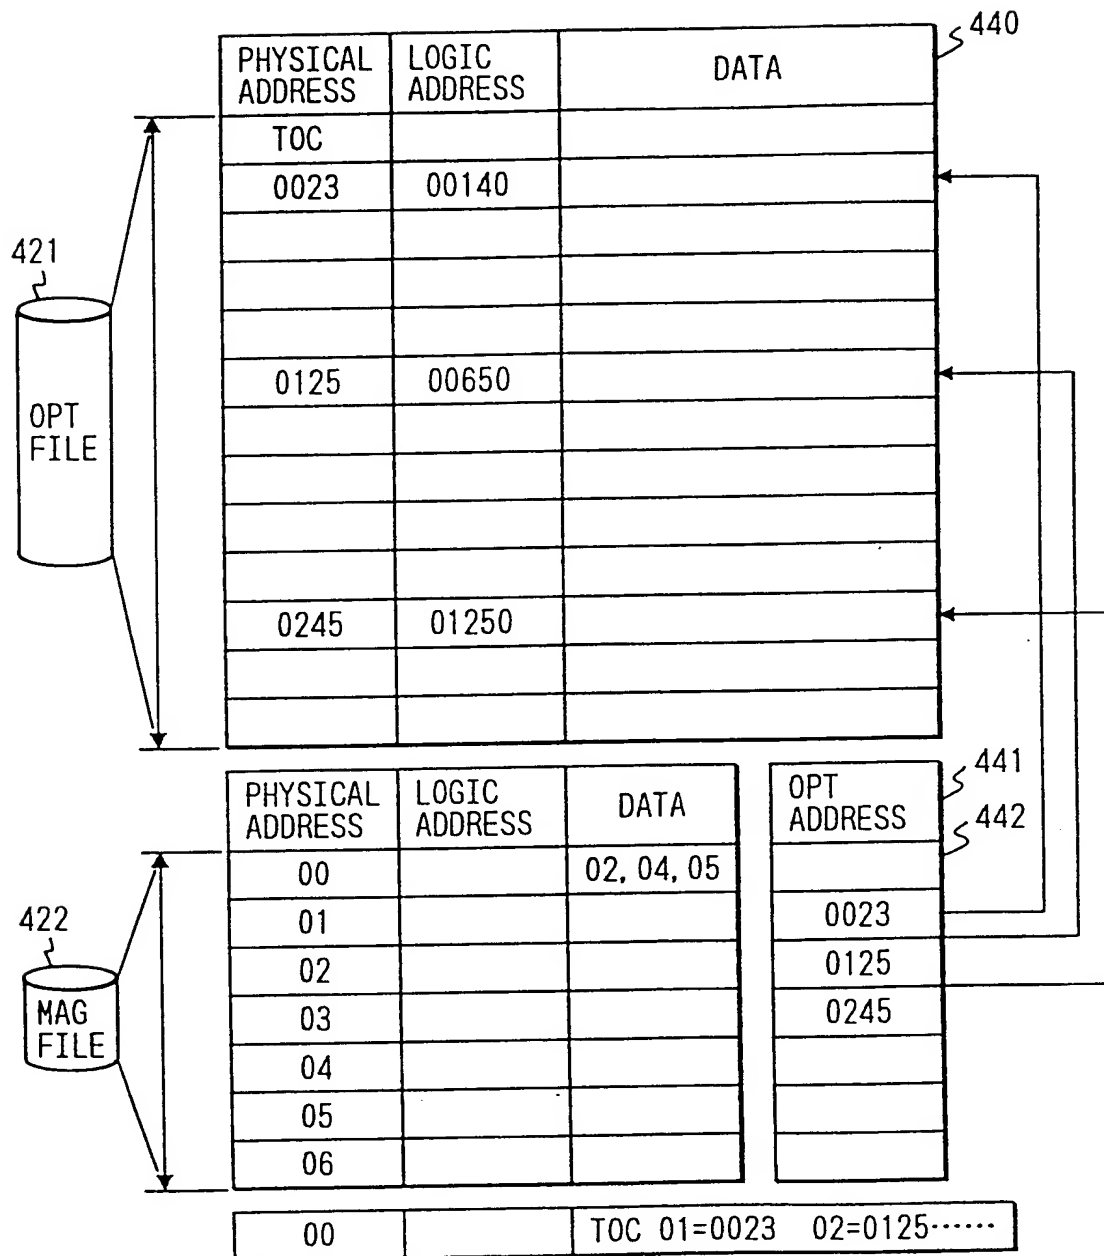 440
PHYSICAL ADDRESS LOGIC ADDRESS DATA
TOC
0023 00140
421
OPT FILE
0125 00650
0245 01250
441
442
PHYSICAL ADDRESS LOGIC ADDRESS DATA OPT ADDRESS
00 02, 04, 05
422
MAG FILE
01 0023
02 0125
03 0245
04
05
06
00 TOC 01=0023 02=0125······